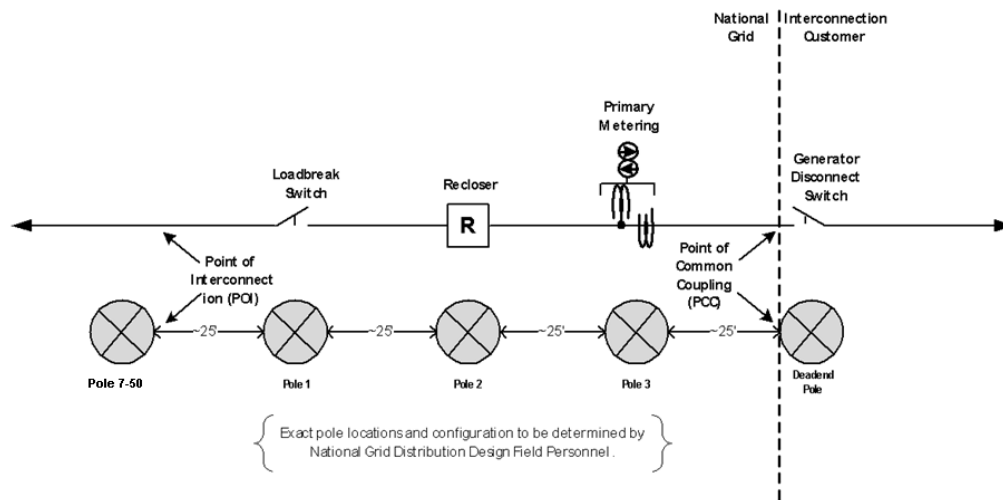 National
Grid
Interconnection
Customer
Primary
Metering
Loadbreak
Switch
Recloser
Generator
Disconnect
Switch
R
Point of
Interconnect
ion (POI)
Point of
Common
Coupling
(PCC)
~25'
~25'
~25'
~25'
Pole 7-50
Pole 1
Pole 2
Pole 3
Deadend
Pole
Exact pole locations and configuration to be determined by
National Grid Distribution Design Field Personnel.